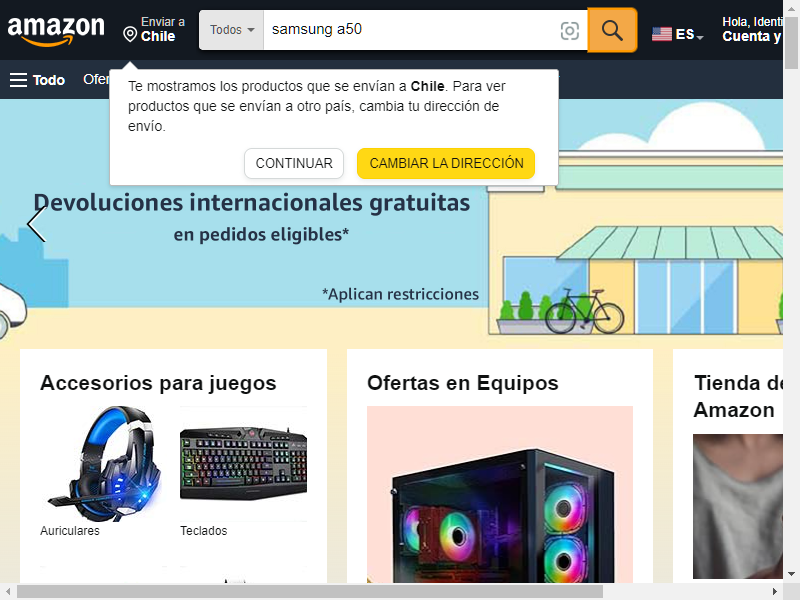 amazon
Enviar a
Chile
Todos
samsung a50
ES
Hola, Identi
Cuenta y
Todo
Ofer
Te mostramos los productos que se envían a Chile. Para ver
productos que se envían a otro país, cambia tu dirección de
envío.
CONTINUAR
CAMBIAR LA DIRECCIÓN
Devoluciones internacionales gratuitas
en pedidos eligibles*
*Aplican restricciones
Accesorios para juegos
Auriculares
Teclados
Ofertas en Equipos
Tienda de
Amazon